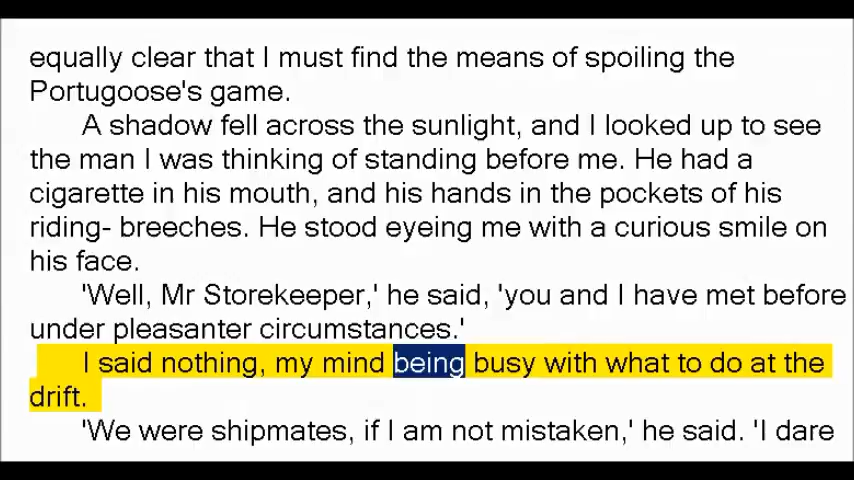 equally clear that I must find the means of spoiling the
Portugoose's game.
A shadow fell across the sunlight, and I looked up to see
the man I was thinking of standing before me. He had a
cigarette in his mouth, and his hands in the pockets of his
riding- breeches. He stood eyeing me with a curious smile on
his face.
'Well, Mr Storekeeper,' he said, 'you and I have met before
under pleasanter circumstances.'
I said nothing, my mind being busy with what to do at the
drift.
'We were shipmates, if I am not mistaken,' he said. 'I dare